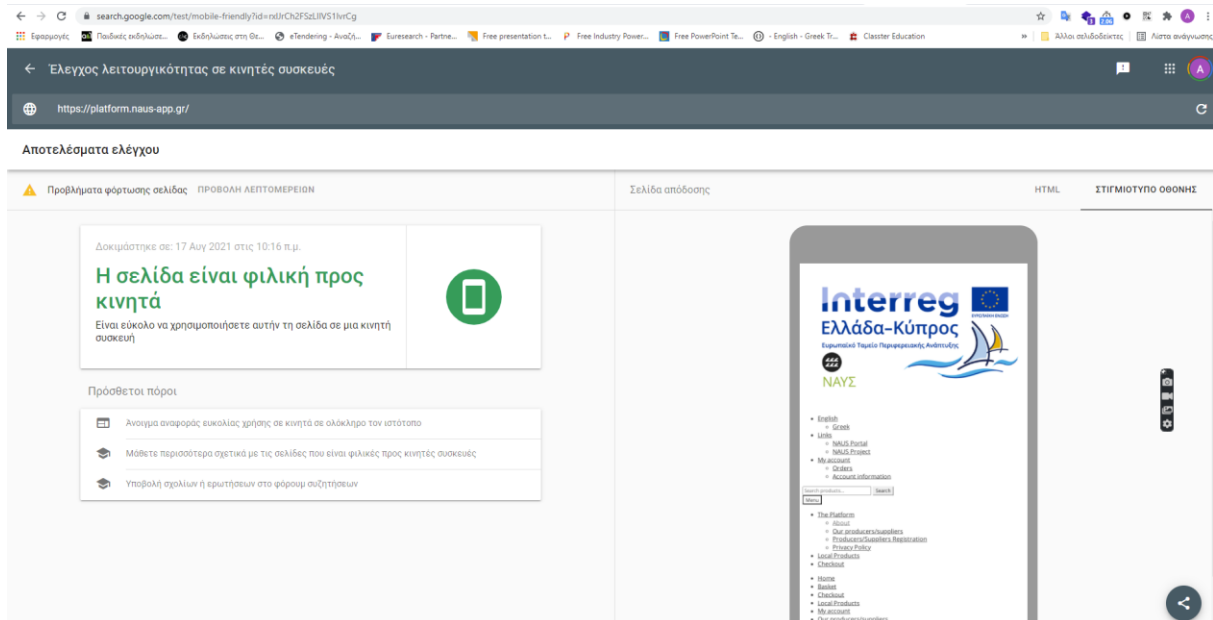 search.google.com/test/mobile-friendly?id=rxlJrCh2FSzLIIVS1IvrCg
Εφαρμογές Παιδικές εκδηλώσε... Εκδηλώσεις στη Θε... eTendering - Αναζή... Euresearch - Partne... Free presentation t... Free Industry Power... Free PowerPoint Te... - English - Greek Tr... Classter Education » Άλλοι σελιδοδείκτες Λίστα ανάγνωσης
Έλεγχος λειτουργικότητας σε κινητές συσκευές
A
https://platform.naus-app.gr/
Αποτελέσματα ελέγχου
Προβλήματα φόρτωσης σελίδας ΠΡΟΒΟΛΗ ΛΕΠΤΟΜΕΡΕΙΩΝ
Σελίδα απόδοσης HTML ΣΤΙΓΜΙΟΤΥΠΟ ΟΘΟΝΗΣ
Δοκιμάστηκε σε: 17 Αυγ 2021 στις 10:16 π.μ.
Η σελίδα είναι φιλική προς
κινητά
Είναι εύκολο να χρησιμοποιήσετε αυτήν τη σελίδα σε μια κινητή
συσκευή
Πρόσθετοι πόροι
Άνοιγμα αναφοράς ευκολίας χρήσης σε κινητά σε ολόκληρο τον ιστότοπο
Μάθετε περισσότερα σχετικά με τις σελίδες που είναι φιλικές προς κινητές συσκευές
Υποβολή σχολίων ή ερωτήσεων στο φόρουμ συζητήσεων
Interreg
ΕΥΡΩΠΑΪΚΗ ΕΝΩΣΗ
Ελλάδα-Κύπρος
Ευρωπαϊκό Ταμείο Περιφερειακής Ανάπτυξης
ΝΑΥΣ
English
Greek
Links
NAUS Portal
NAUS Project
My account
Orders
Account information
Search products... Search
Menu
The Platform
About
Our producers/suppliers
Producers/Suppliers Registration
Privacy Policy
Local Products
Checkout
Home
Basket
Checkout
Local Products
My account
Our producers/suppliers